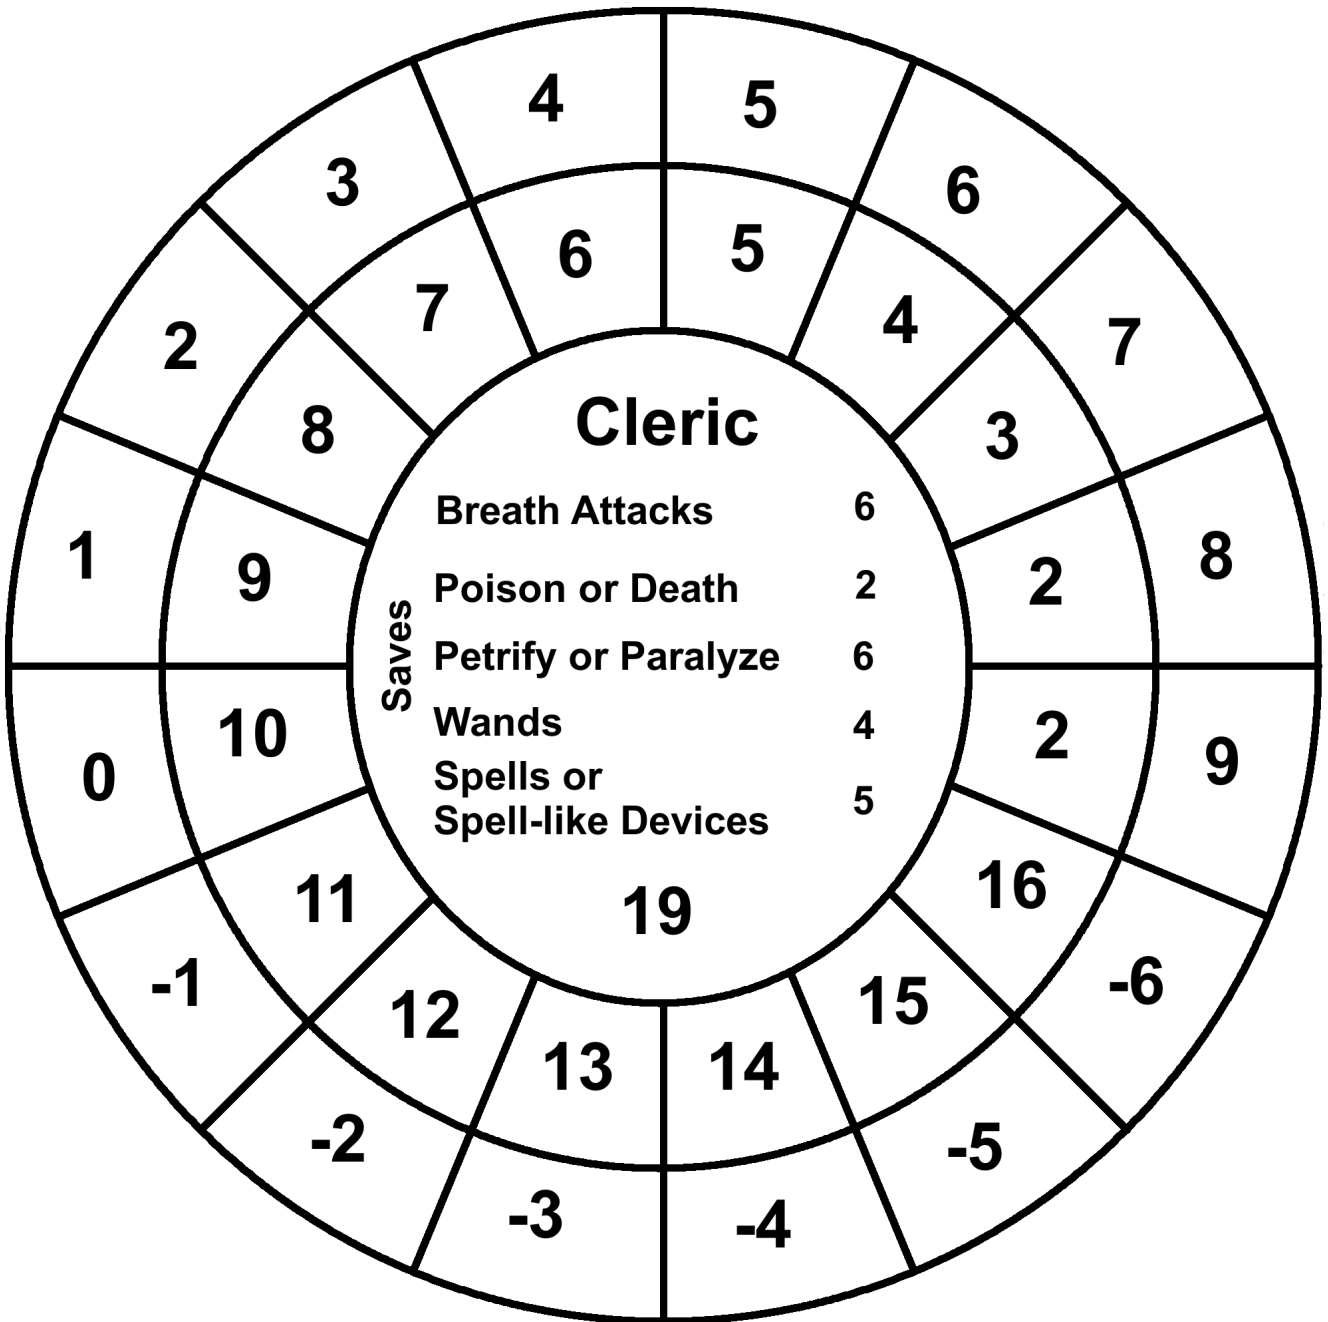 4 5
3 6
6 5
2 7 4 7
8 3
Cleric
Breath Attacks 6
1 9 2 8
Poison or Death 2
Saves
Petrify or Paralyze 6
Wands 4
10 2
0 9
Spells or
Spell-like Devices 5
11 16
19
-1 12 15 -6
13 14
-2 -5
-3 -4